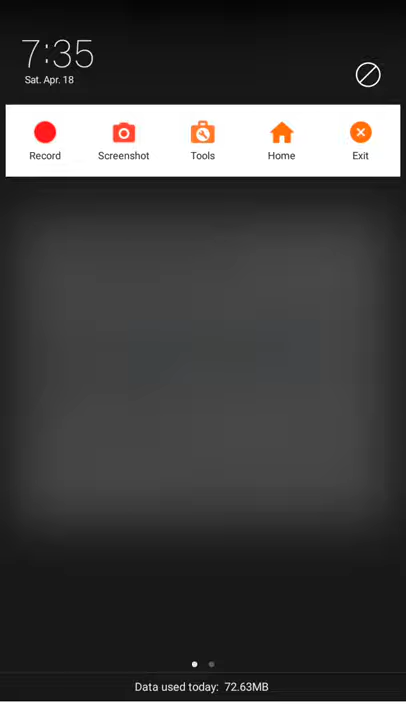 7:35
Sat. Apr. 18
Record Screenshot Tools Home Exit
Data used today: 72.63MB